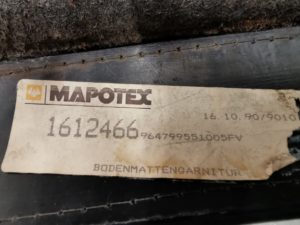 MAPOTEX
16.10.90/9010
1612466 964799551005FV
BODENMATTENGARNITUR